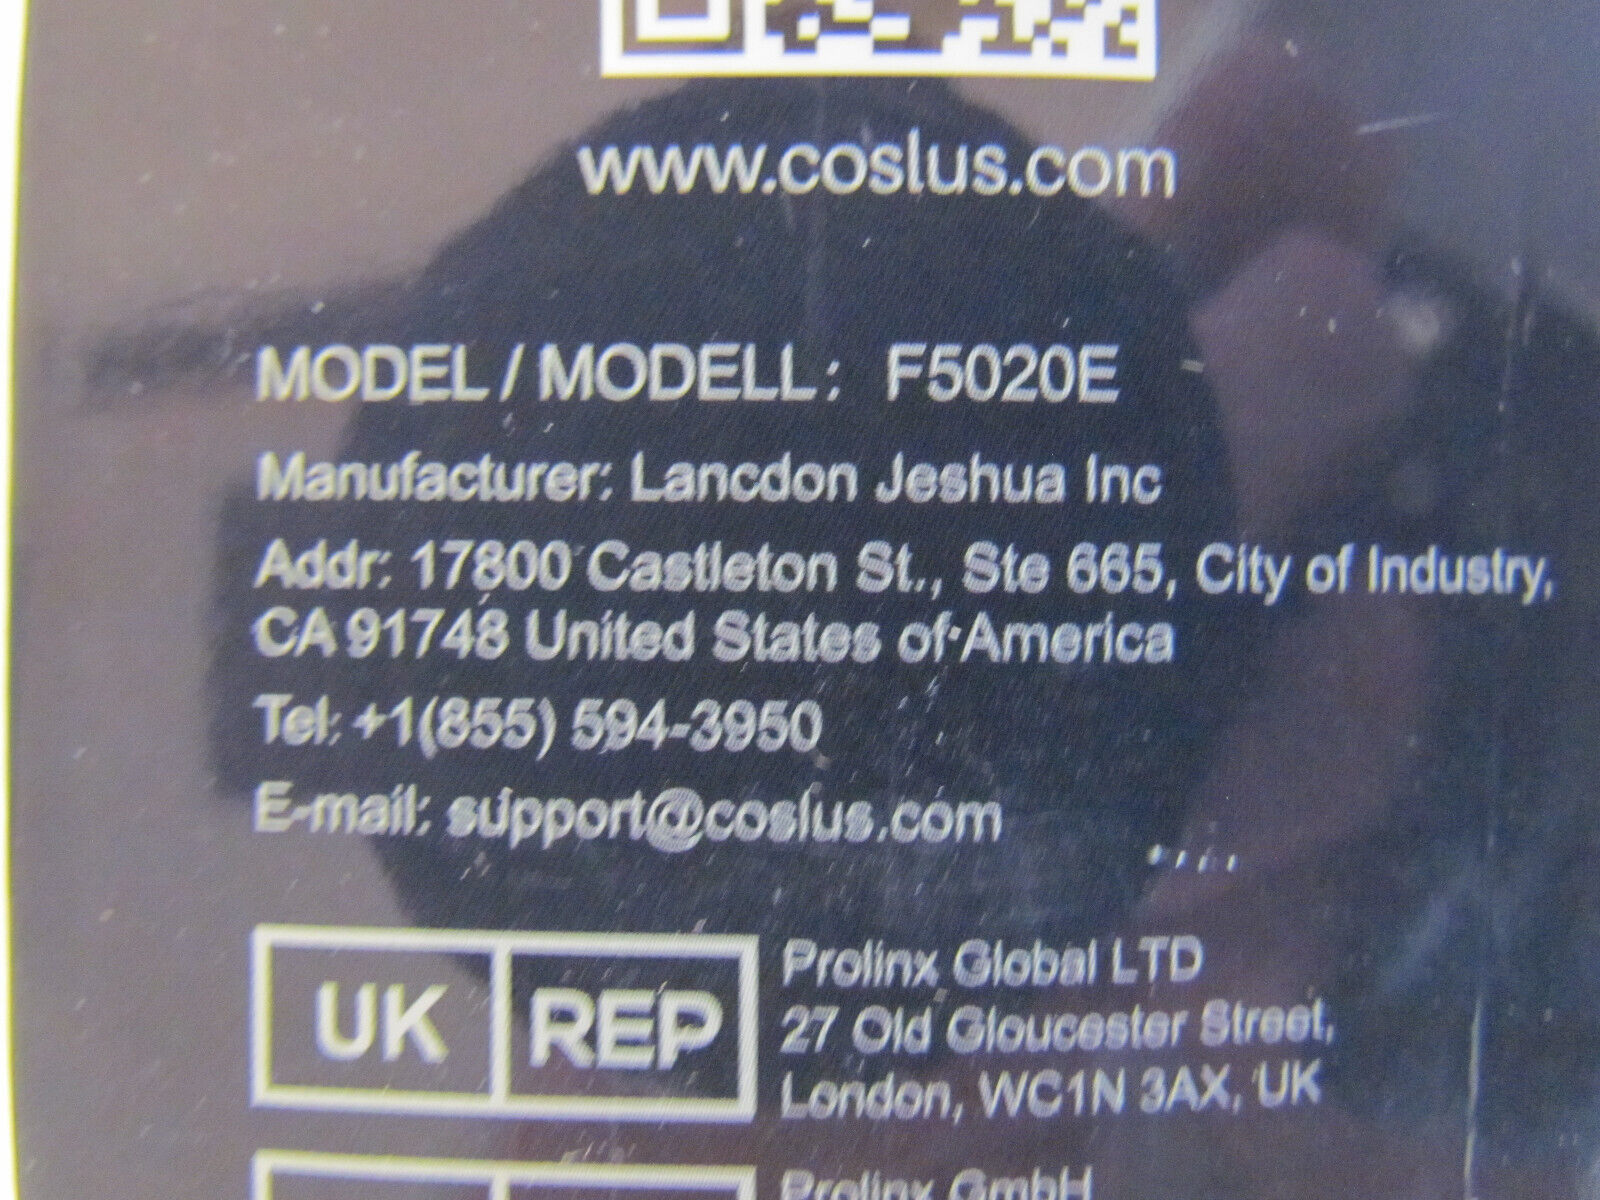 www.coslus.com
MODEL / MODELL: F5020E
Manufacturer: Lancdon Jeshua Inc
Addr: 17800 Castleton St., Ste 665, City of Industry,
CA 91748 United States of America
Tel: +1(855) 594-3950
E-mail: support@coslus.com
UK REP
Prolinx Global LTD
27 Old Gloucester Street,
London, WC1N 3AX, UK
Prolinx GmbH